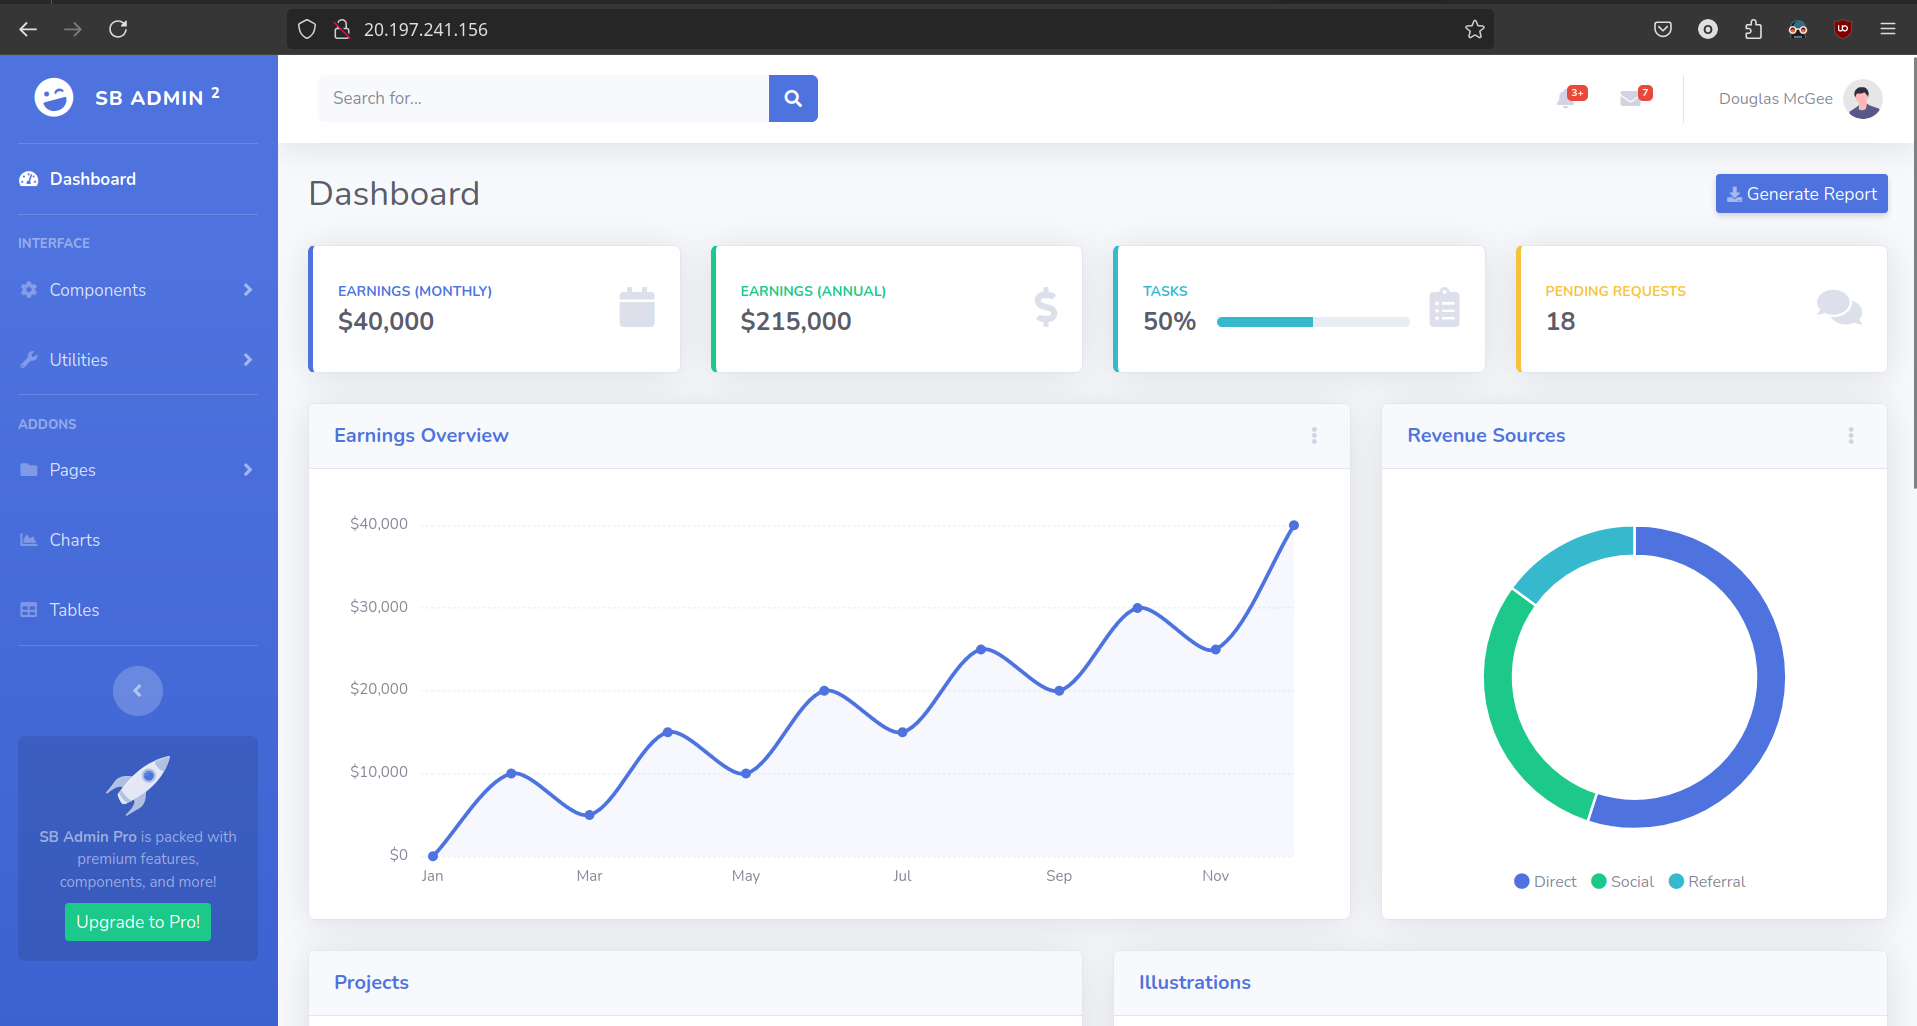 20.197.241.156
SB ADMIN 2
Search for...
3+
7
Douglas McGee
Dashboard
INTERFACE
Components
Utilities
ADDONS
Pages
Charts
Tables
SB Admin Pro is packed with
premium features,
components, and more!
Upgrade to Pro!
Dashboard
Generate Report
EARNINGS (MONTHLY)
$40,000
EARNINGS (ANNUAL)
$215,000
TASKS
50%
PENDING REQUESTS
18
Earnings Overview
$40,000
$30,000
$20,000
$10,000
$0
Jan Mar May Jul Sep Nov
Revenue Sources
Direct Social Referral
Projects
Illustrations